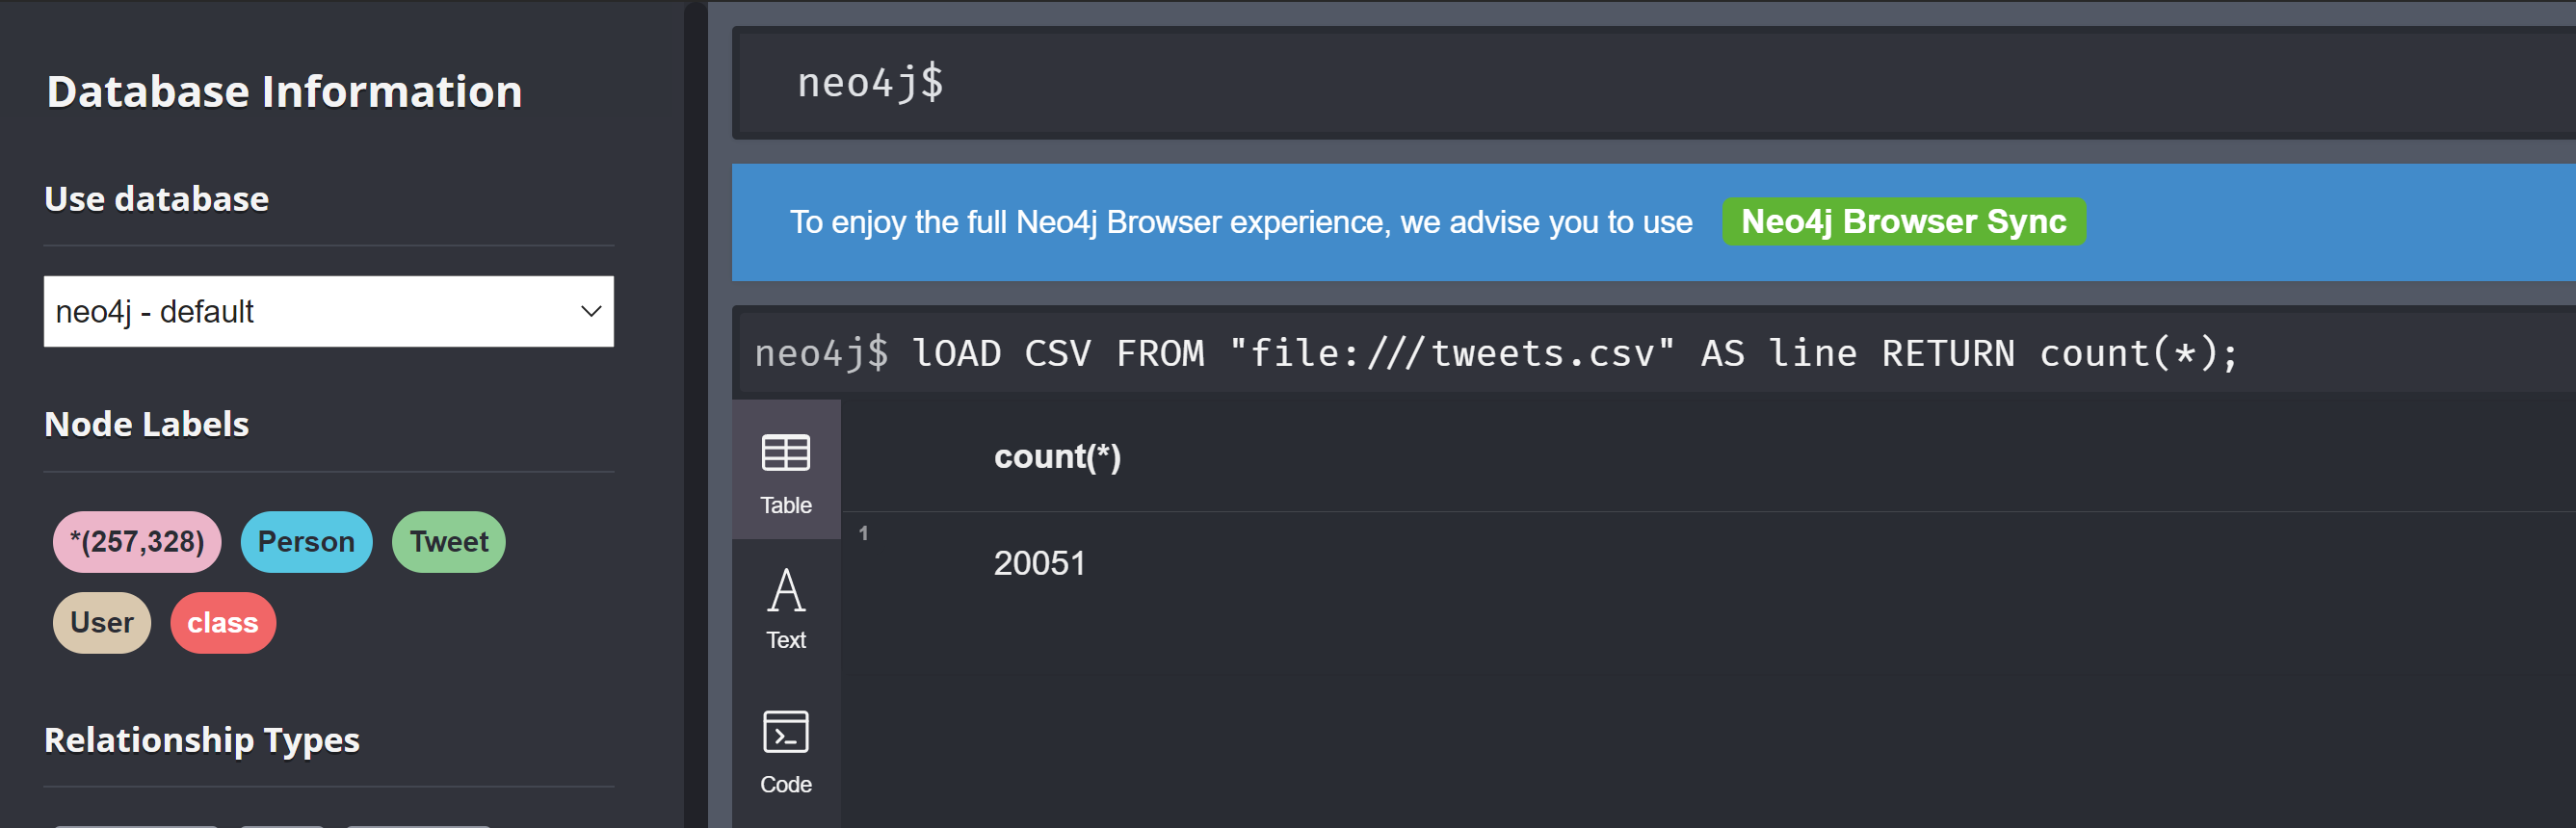 Database Information
Use database
neo4j - default
Node Labels
*(257,328) Person Tweet
User class
Relationship Types
neo4j$
To enjoy the full Neo4j Browser experience, we advise you to use Neo4j Browser Sync
neo4j$ lOAD CSV FROM "file:///tweets.csv" AS line RETURN count(*);
Table
Text
Code
count(*)
1
20051